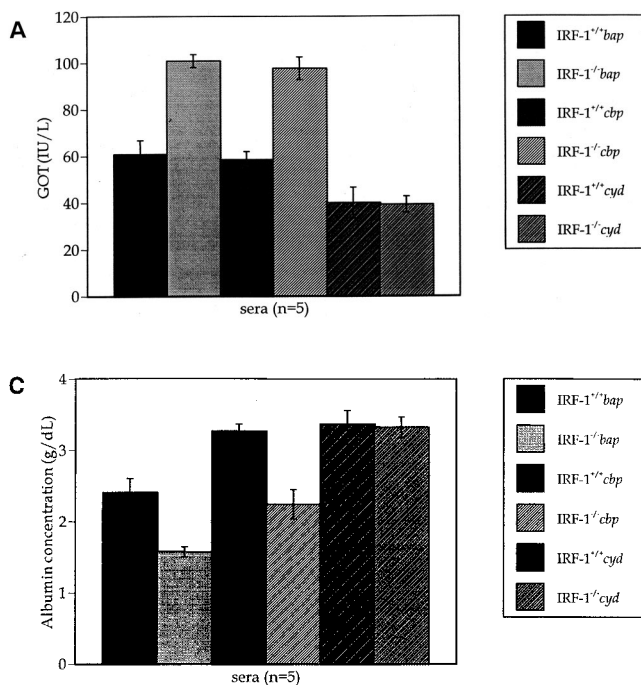 A
120
100
80
60
40
20
0
GOT (IU/L)
sera (n=5)
IRF-1+/+bap
IRF-1-/-bap
IRF-1+/+cbp
IRF-1-/-cbp
IRF-1+/+cyd
IRF-1-/-cyd
C
4
3
2
1
0
Albumin concentration (g/dL)
sera (n=5)
IRF-1+/+bap
IRF-1-/-bap
IRF-1+/+cbp
IRF-1-/-cbp
IRF-1+/+cyd
IRF-1-/-cyd